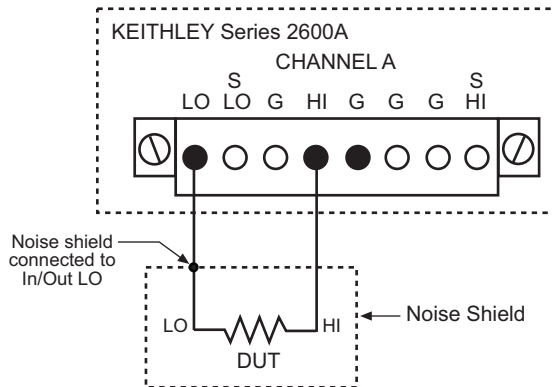 KEITHLEY Series 2600A
CHANNEL A
S S
LO LO G HI G G G HI
Noise shield
connected to
In/Out LO
LO HI
Noise Shield
DUT